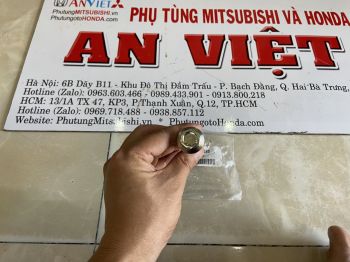 ANVIET
PhutungMITSUBISHI.vn
PhutungtoHONDA.com
PHỤ TÙNG MITSUBISHI VÀ HONDA
AN VIỆT
Hà Nội: 6B Dãy B11 - Khu Đô Thị Đầm Trấu - P. Bạch Đằng, Q. Hai Bà Trưng,
Hotline (Zalo): 0963.603.466 - 0989.433.901 - 0913.800.218
HCM: 13/1A TX 47, KP3, P/Thạnh Xuân, Q.12, TP.HCM
Hotline (Zalo): 0969.718.488 - 0938.857.112
Website: PhutungMitsubishi.vn * PhutungotoHonda.com